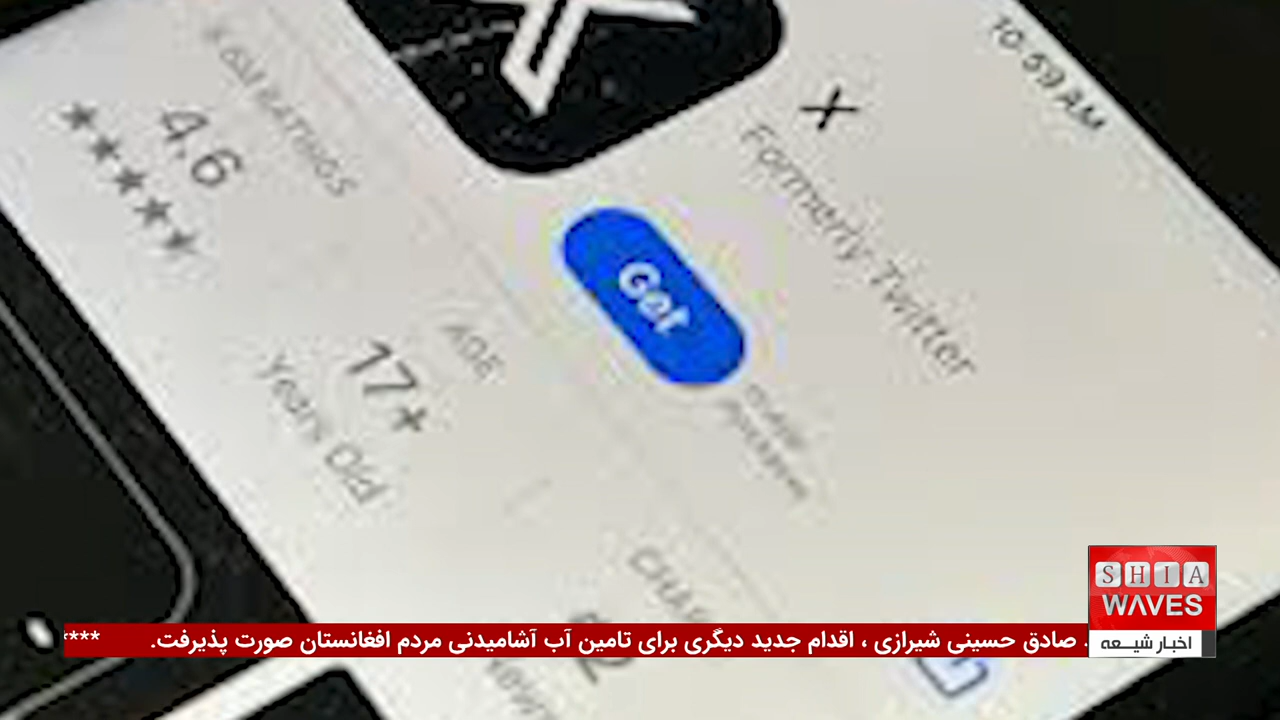 10:59 AM
X
Formerly Twitter
Get
4.6
17+
AGE
Years Old
SHIA
WAVES
اخبار شیعه
صادق حسینی شیرازی ، اقدام جدید دیگری برای تامین آب آشامیدنی مردم افغانستان صورت پذیرفت. ****